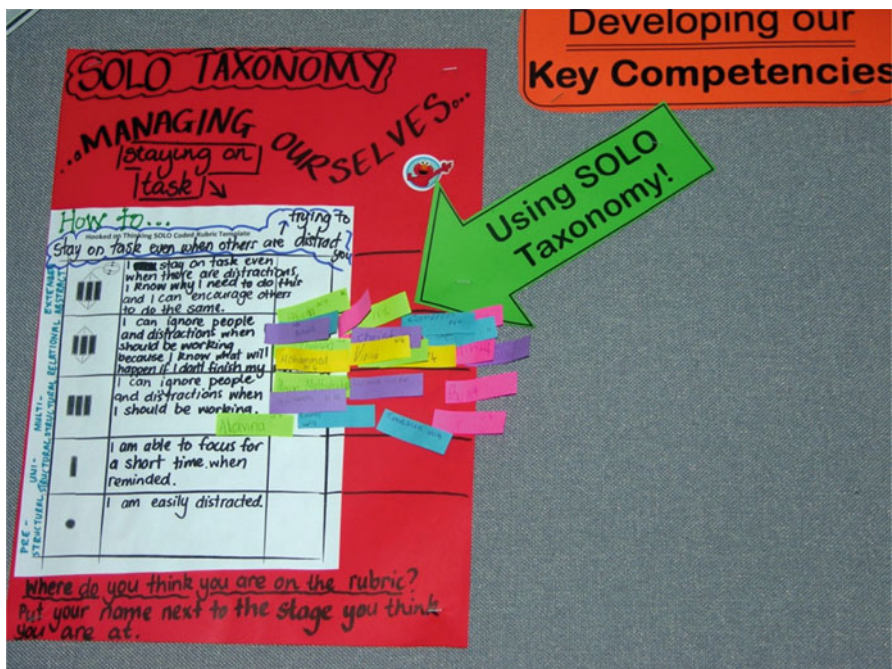 Developing our
Key Competencies
SOLO TAXONOMY
...MANAGING
OURSELVES...
staying on
task
Using SOLO
Taxonomy!
How to...
trying to
Hooked on Thinking SOLO Coded Rubric Template
stay on task even when others are distract
you
EXTENDED
ABSTRACT
I stay on task even
when there are distractions,
I know why I need to do this
and I can encourage others
to do the same.
RELATIONAL
I can ignore people
and distractions when
should be working
because I know what will
happen if I don't finish my
MULTI-
STRUCTURAL
I can ignore people
and distractions when
I should be working.
UNI-
STRUCTURAL
I am able to focus for
a short time when
reminded.
PRE-
STRUCTURAL
I am easily distracted.
Mohammad
Alavina
Where do you think you are on the rubric?
Put your name next to the stage you think
you are at.